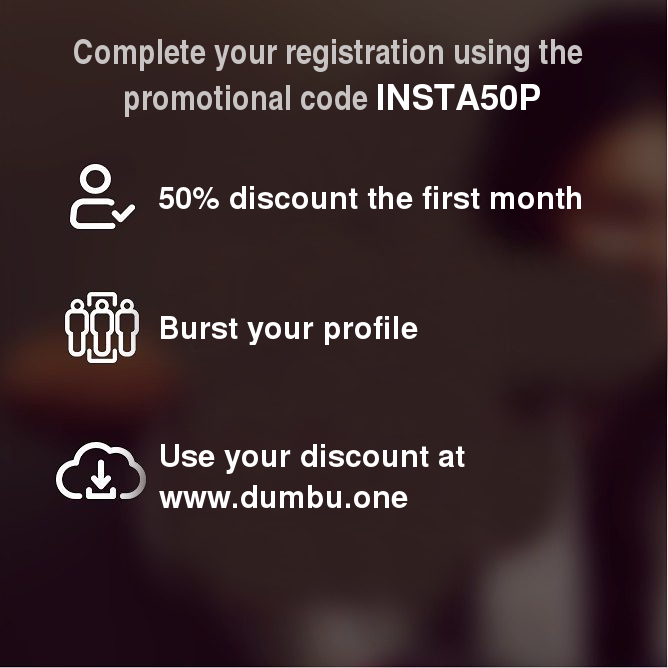 Complete your registration using the
promotional code INSTA50P
50% discount the first month
Burst your profile
Use your discount at
www.dumbu.one